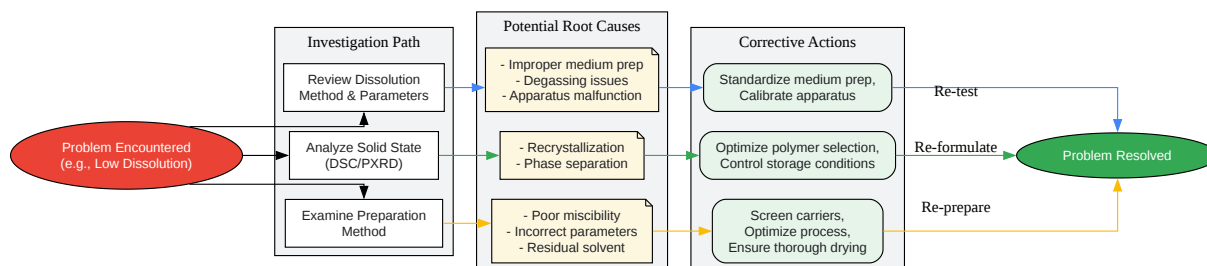 Problem Encountered
(e.g., Low Dissolution)
Investigation Path
Review Dissolution
Method & Parameters
Analyze Solid State
(DSC/PXRD)
Examine Preparation
Method
Potential Root Causes
- Improper medium prep
- Degassing issues
- Apparatus malfunction
- Recrystallization
- Phase separation
- Poor miscibility
- Incorrect parameters
- Residual solvent
Corrective Actions
Standardize medium prep,
Calibrate apparatus
Optimize polymer selection,
Control storage conditions
Screen carriers,
Optimize process,
Ensure thorough drying
Re-test
Re-formulate
Re-prepare
Problem Resolved